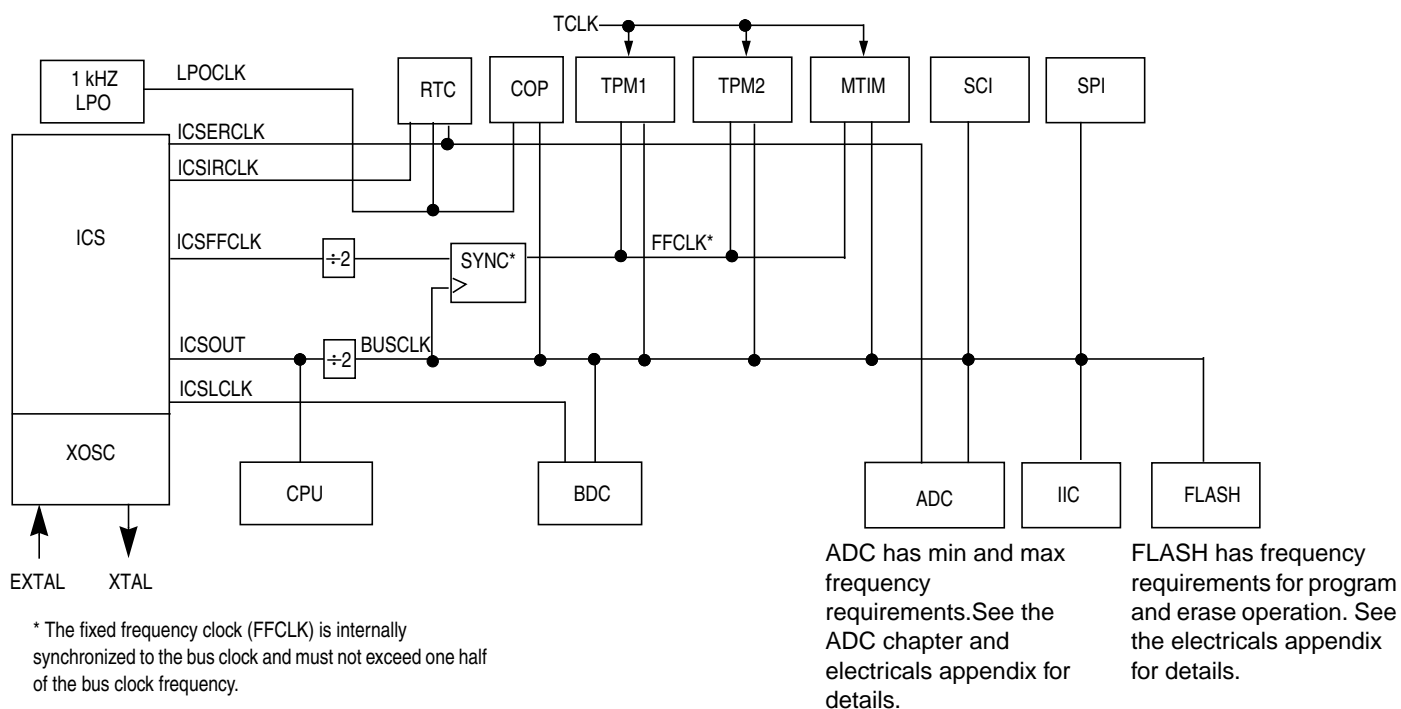 TCLK
1 kHZ
LPO
LPOCLK
RTC
COP
TPM1
TPM2
MTIM
SCI
SPI
ICSERCLK
ICSIRCLK
ICS
ICSFFCLK
÷2
SYNC*
FFCLK*
ICSOUT
÷2
BUSCLK
ICSLCLK
XOSC
CPU
BDC
ADC
IIC
FLASH
EXTAL
XTAL
ADC has min and max
frequency
requirements.See the
ADC chapter and
electricals appendix for
details.
FLASH has frequency
requirements for program
and erase operation. See
the electricals appendix
for details.
* The fixed frequency clock (FFCLK) is internally
synchronized to the bus clock and must not exceed one half
of the bus clock frequency.